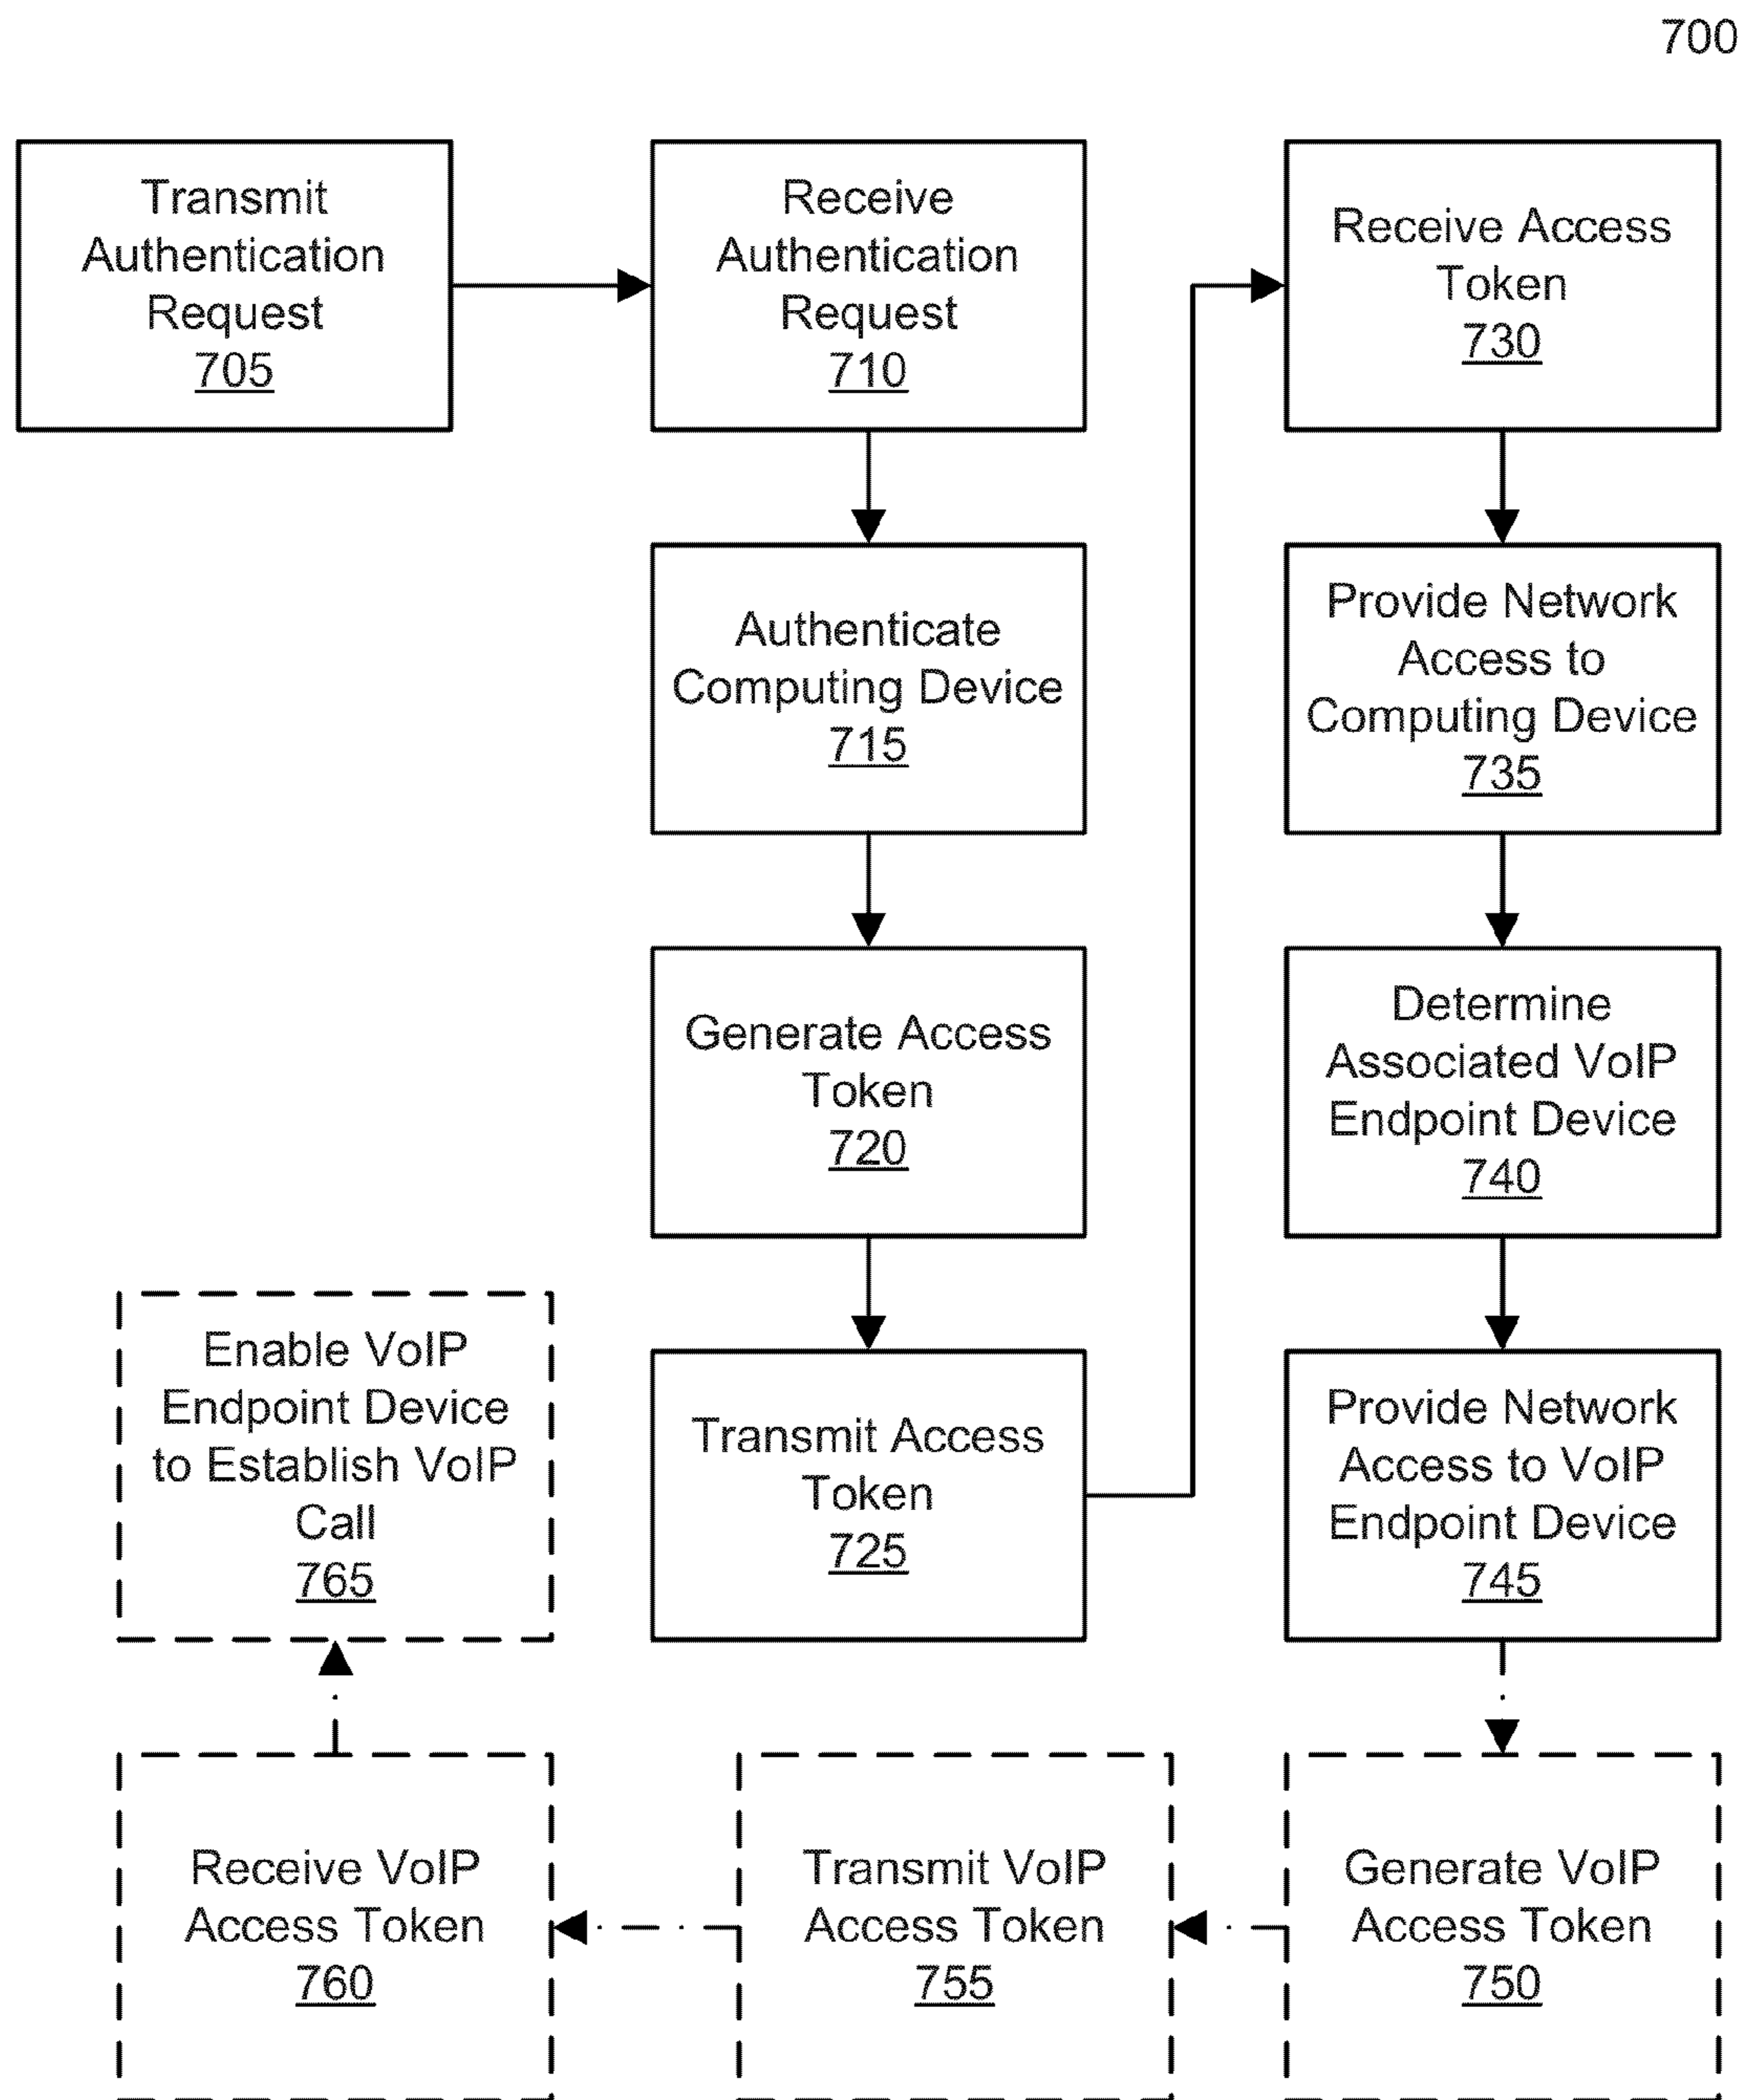 700
Transmit
Authentication
Request
705
Receive
Authentication
Request
710
Authenticate
Computing Device
715
Generate Access
Token
720
Transmit Access
Token
725
Receive Access
Token
730
Provide Network
Access to
Computing Device
735
Determine
Associated VoIP
Endpoint Device
740
Provide Network
Access to VoIP
Endpoint Device
745
Generate VoIP
Access Token
750
Transmit VoIP
Access Token
755
Receive VoIP
Access Token
760
Enable VoIP
Endpoint Device
to Establish VoIP
Call
765